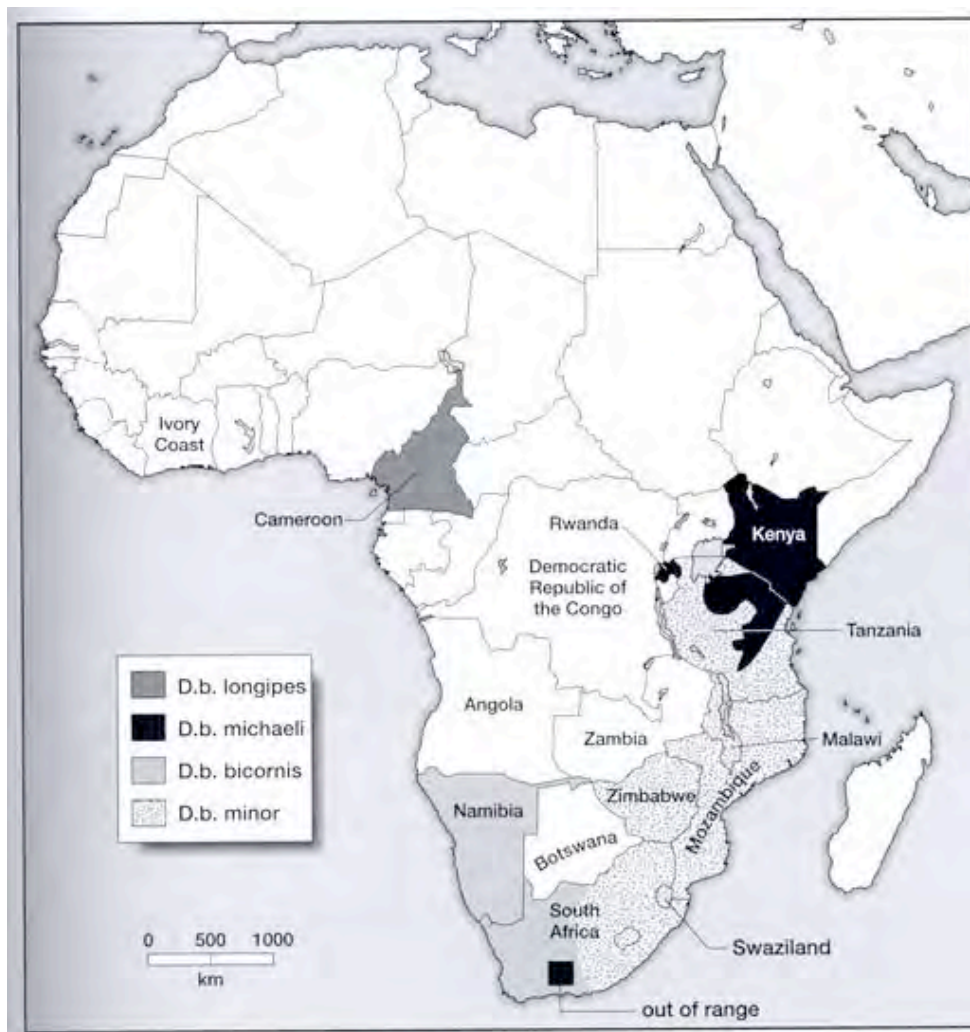 Ivory
Coast
Cameroon
Rwanda
Kenya
Democratic
Republic of
the Congo
Tanzania
D.b. longipes
D.b. michaeli
D.b. bicornis
D.b. minor
Angola
Zambia
Malawi
Mozambique
Zimbabwe
Namibia
Botswana
South
Africa
Swaziland
0 500 1000
km
out of range